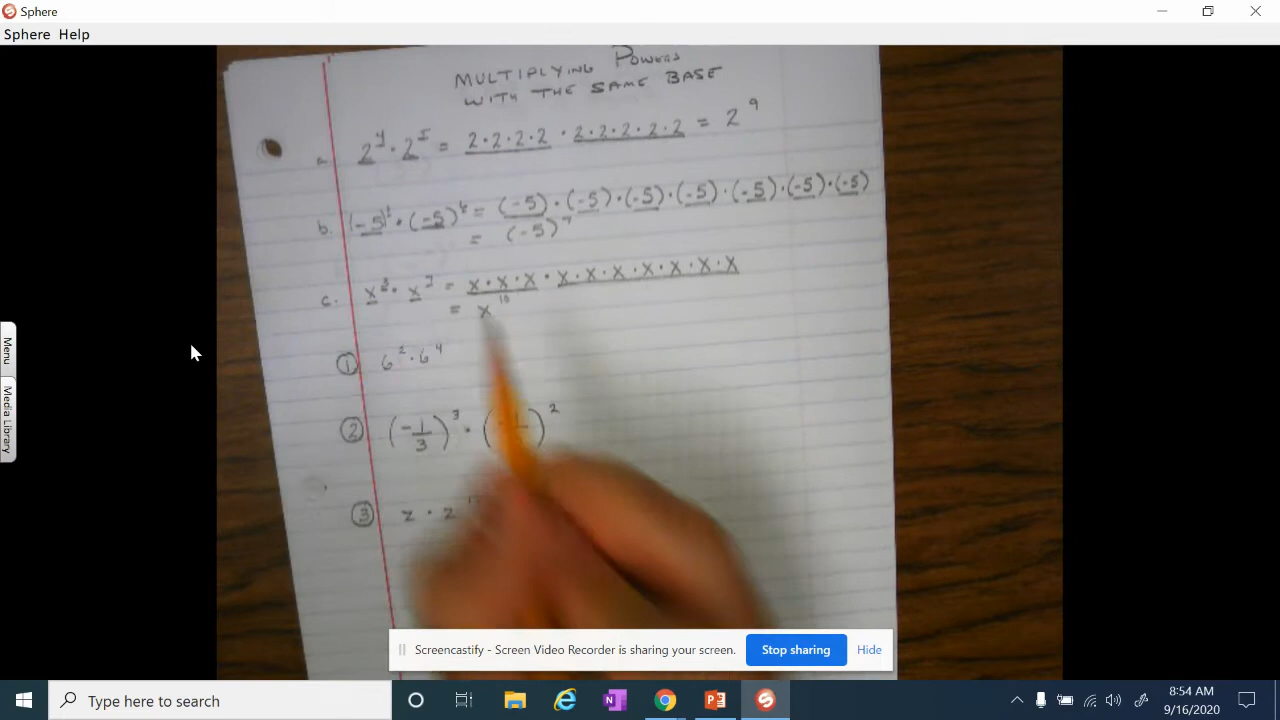 Sphere
Sphere Help
MULTIPLYING POWERS
WITH THE SAME BASE
a. 2⁴ · 2⁵ = 2·2·2·2 · 2·2·2·2·2 = 2⁹
b. (-5)¹ · (-5)⁶ = (-5)·(-5)·(-5)·(-5)·(-5)·(-5)·(-5)
= (-5)⁷
c. x³ · x⁷ = x·x·x · x·x·x·x·x·x·x
= x¹⁰
① 6² · 6⁴
② (-1/3)³ · ( )²
③ z · z
Menu
Media Library
Screencastify - Screen Video Recorder is sharing your screen. Stop sharing Hide
Type here to search
8:54 AM
9/16/2020